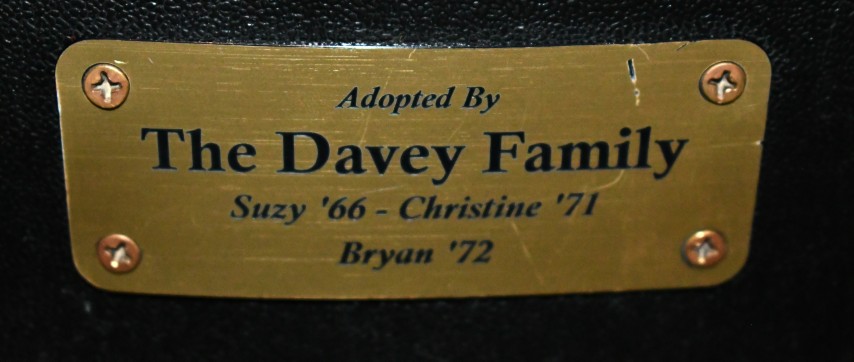 Adopted By
The Davey Family
Suzy '66 - Christine '71
Bryan '72